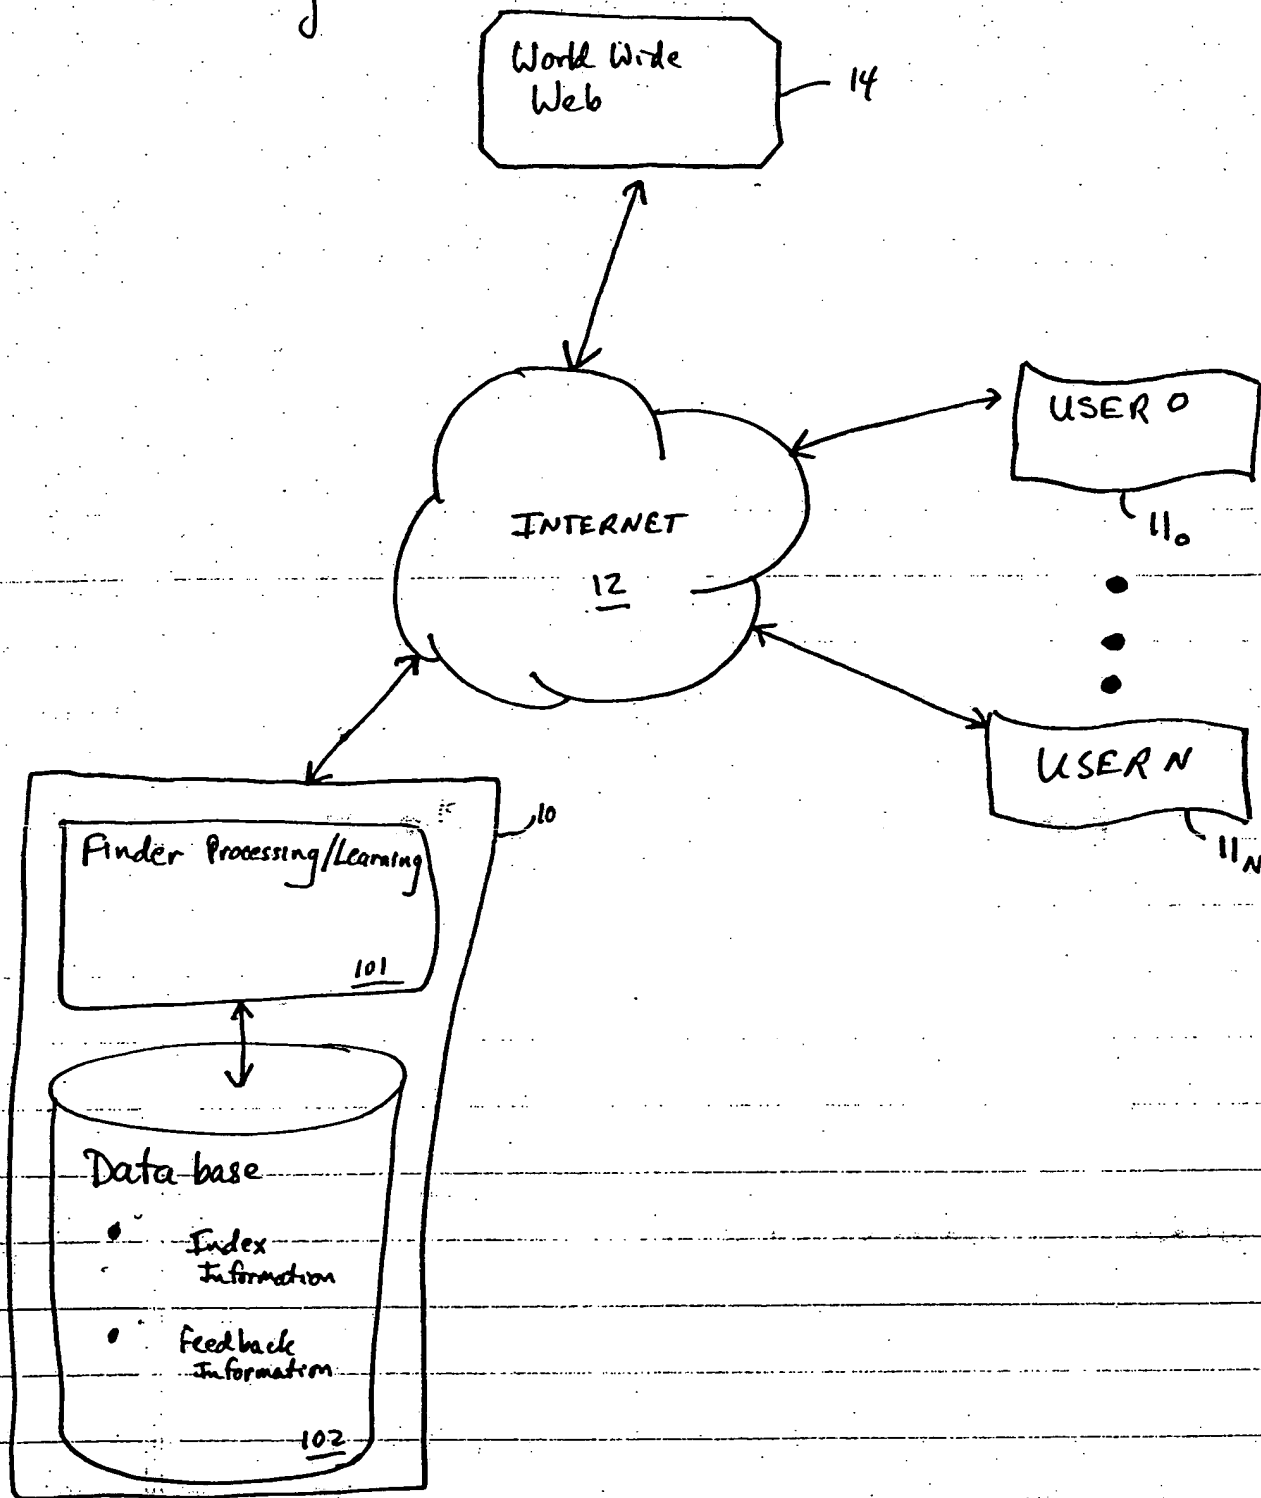 World Wide
Web
14
USER 0
11₀
INTERNET
12
USER N
11N
10
Finder Processing/Learning
101
Data base
• Index
Information
• Feedback
Information
102